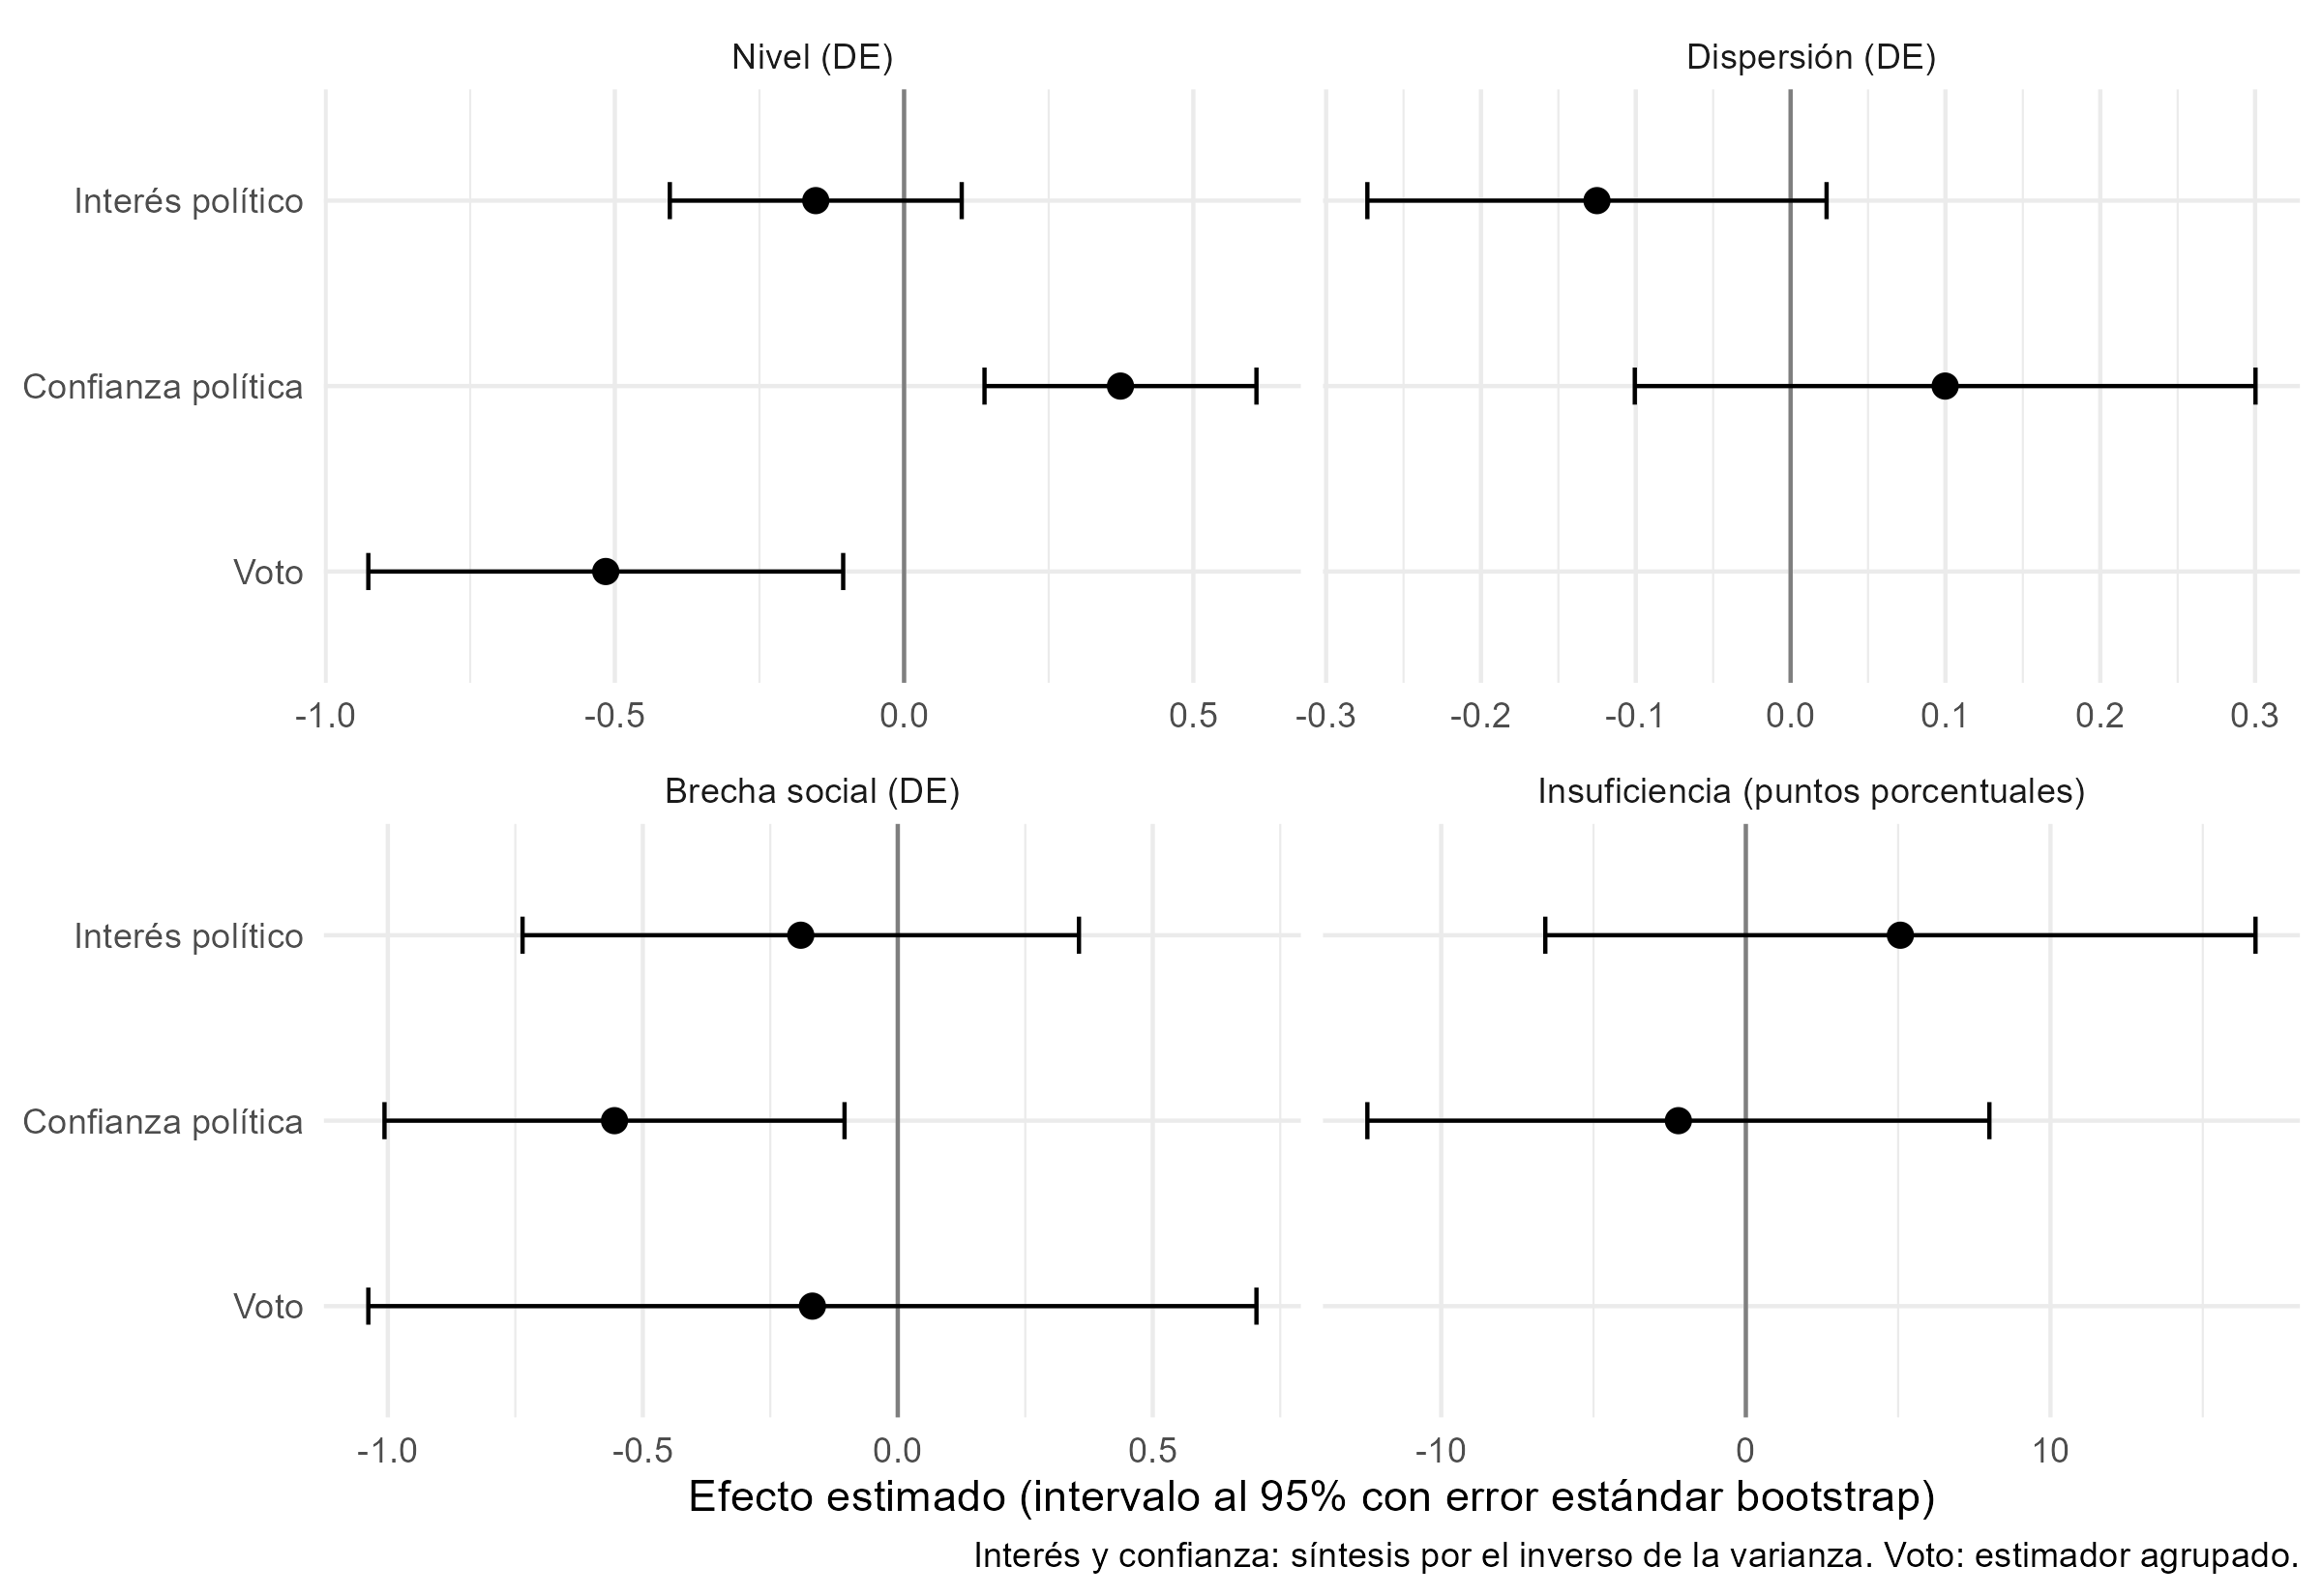 Nivel (DE)
Dispersión (DE)
Interés político
Confianza política
Voto
-1.0 -0.5 0.0 0.5
-0.3 -0.2 -0.1 0.0 0.1 0.2 0.3
Brecha social (DE)
Insuficiencia (puntos porcentuales)
Interés político
Confianza política
Voto
-1.0 -0.5 0.0 0.5
-10 0 10
Efecto estimado (intervalo al 95% con error estándar bootstrap)
Interés y confianza: síntesis por el inverso de la varianza. Voto: estimador agrupado.